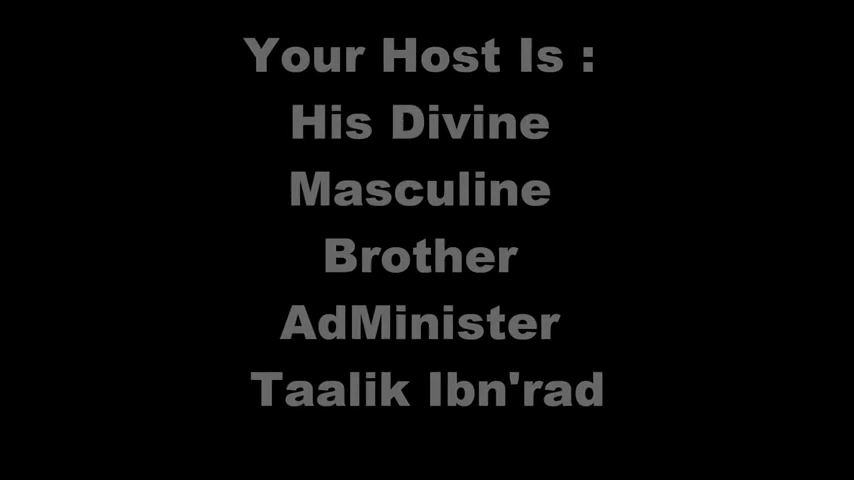 Your Host Is :
His Divine
Masculine
Brother
AdMinister
Taalik Ibn'rad